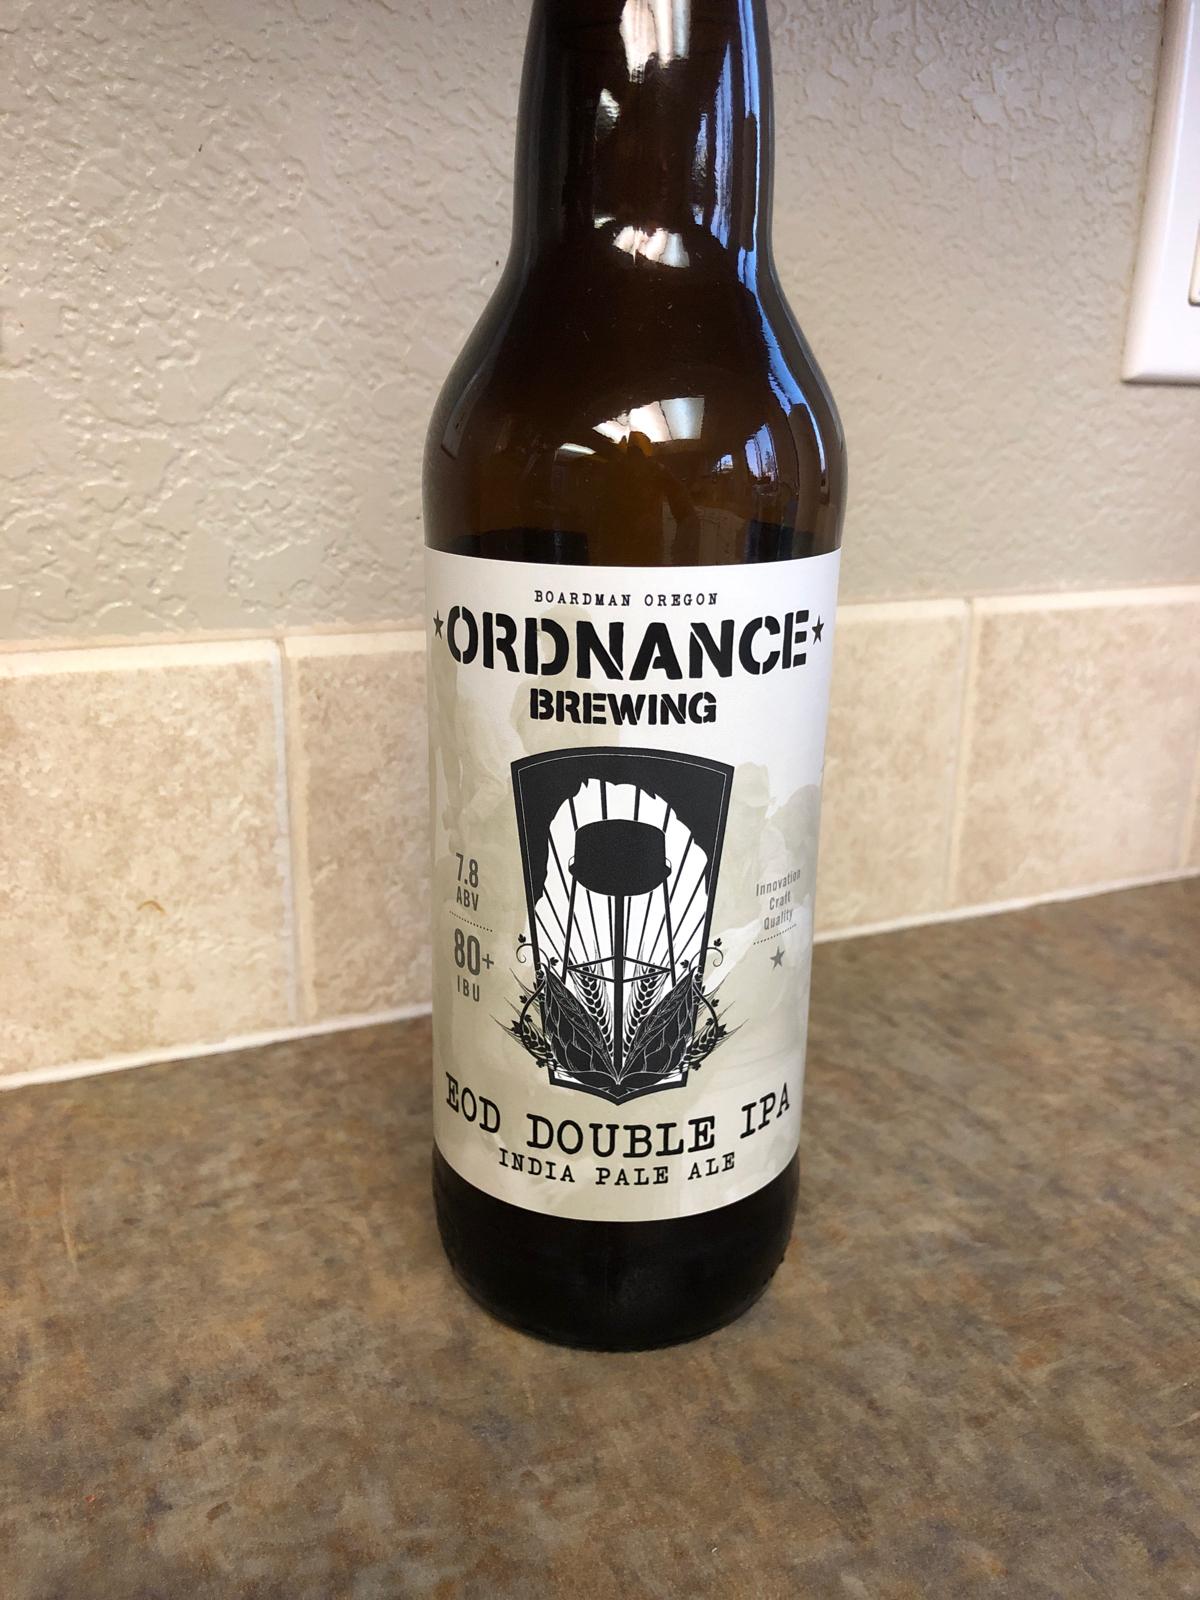 BOARDMAN OREGON
ORDNANCE
BREWING
7.8
ABV
80+
IBU
Innovation
Craft
Quality
EOD DOUBLE IPA
INDIA PALE ALE